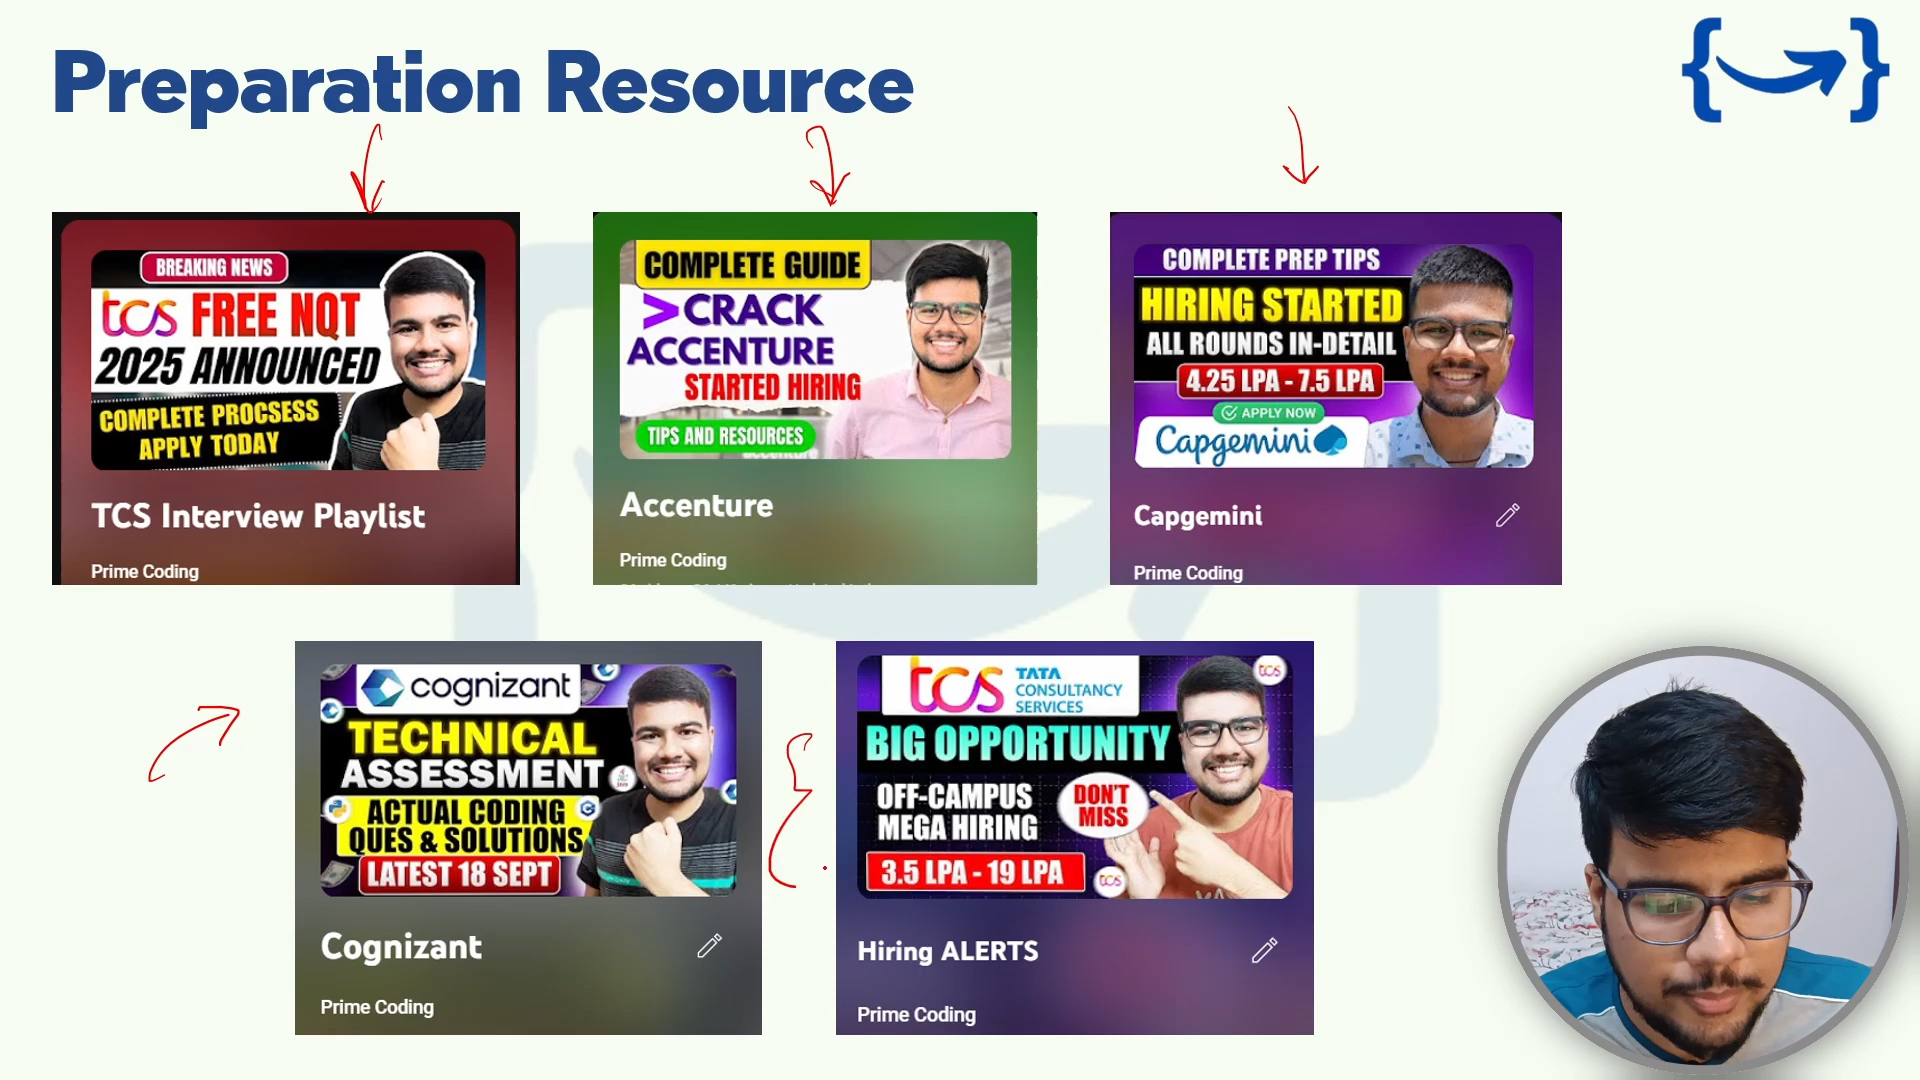 Preparation Resource
BREAKING NEWS
tcs FREE NQT
2025 ANNOUNCED
COMPLETE PROCSESS
APPLY TODAY
TCS Interview Playlist
Prime Coding
COMPLETE GUIDE
>CRACK
ACCENTURE
STARTED HIRING
TIPS AND RESOURCES
Accenture
Prime Coding
COMPLETE PREP TIPS
HIRING STARTED
ALL ROUNDS IN-DETAIL
4.25 LPA - 7.5 LPA
APPLY NOW
Capgemini
Capgemini
Prime Coding
cognizant
TECHNICAL
ASSESSMENT
ACTUAL CODING
QUES & SOLUTIONS
LATEST 18 SEPT
Cognizant
Prime Coding
tcs
tcs TATA
CONSULTANCY
SERVICES
BIG OPPORTUNITY
OFF-CAMPUS
MEGA HIRING
DON'T
MISS
3.5 LPA - 19 LPA
tcs
Hiring ALERTS
Prime Coding